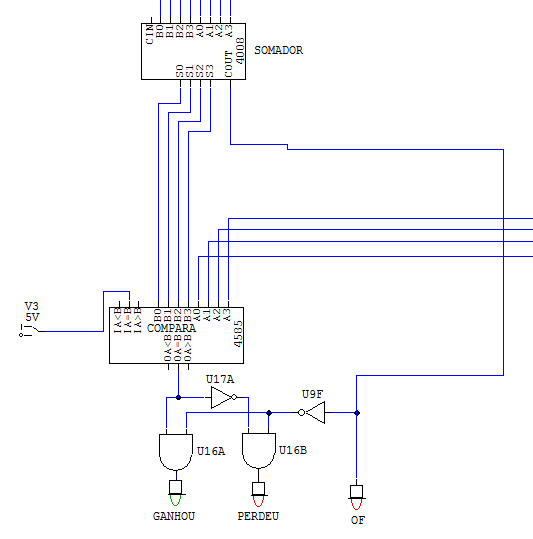 CIN B0 B1 B2 B3 A0 A1 A2 A3
4008
SOMADOR
S0 S1 S2 S3 COUT
V3
5V
IA<B IA=B IA>B B0 B1 B2 B3 A0 A1 A2 A3
COMPARA
4585
OA<B OA=B OA>B
U17A
U9F
U16A
U16B
GANHOU
PERDEU
OF